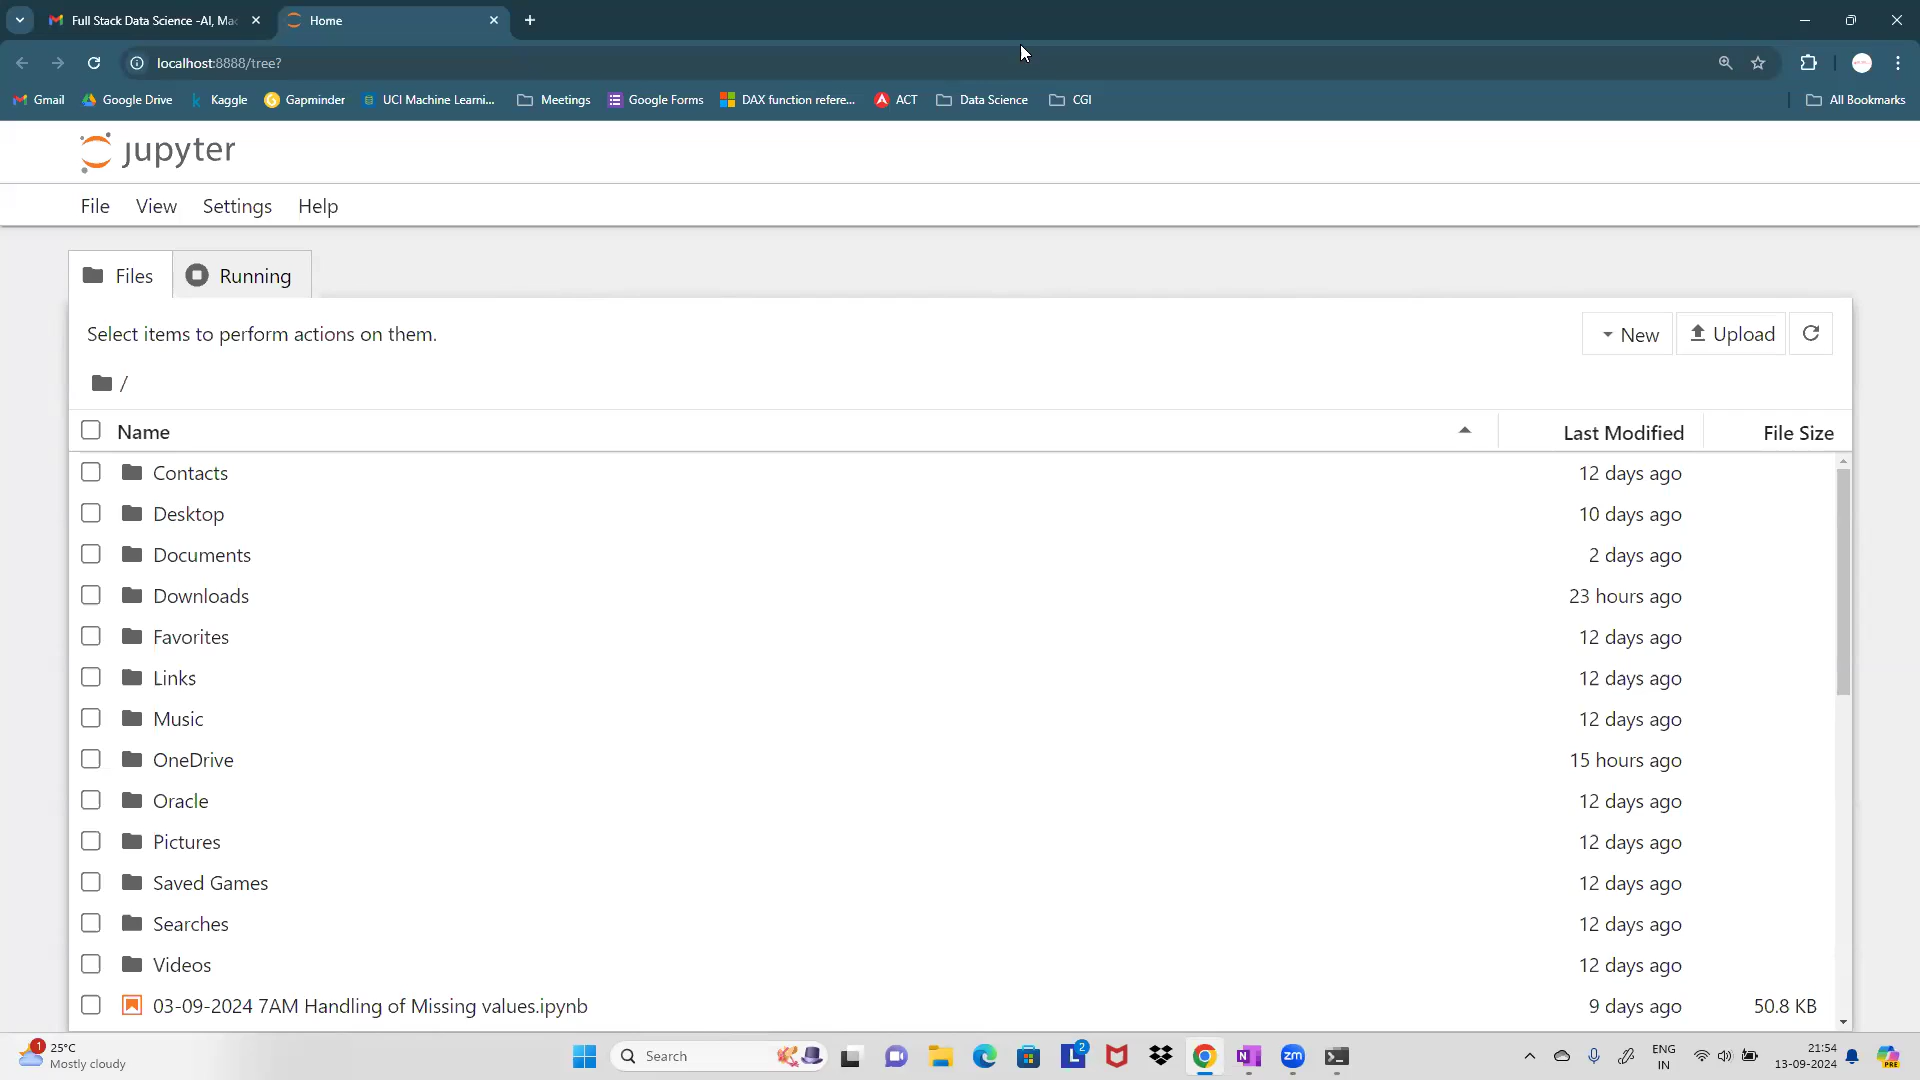 Full Stack Data Science -AI, Mac
Home
localhost:8888/tree?
Gmail
Google Drive
Kaggle
Gapminder
UCI Machine Learni...
Meetings
Google Forms
DAX function refere...
ACT
Data Science
CGI
All Bookmarks
jupyter
File View Settings Help
Files
Running
Select items to perform actions on them.
New
Upload
/
Name Last Modified File Size
Contacts 12 days ago
Desktop 10 days ago
Documents 2 days ago
Downloads 23 hours ago
Favorites 12 days ago
Links 12 days ago
Music 12 days ago
OneDrive 15 hours ago
Oracle 12 days ago
Pictures 12 days ago
Saved Games 12 days ago
Searches 12 days ago
Videos 12 days ago
03-09-2024 7AM Handling of Missing values.ipynb 9 days ago 50.8 KB
1
25°C
Mostly cloudy
Search
L
2
N
zm
ENG
IN
21:54
13-09-2024
PRE